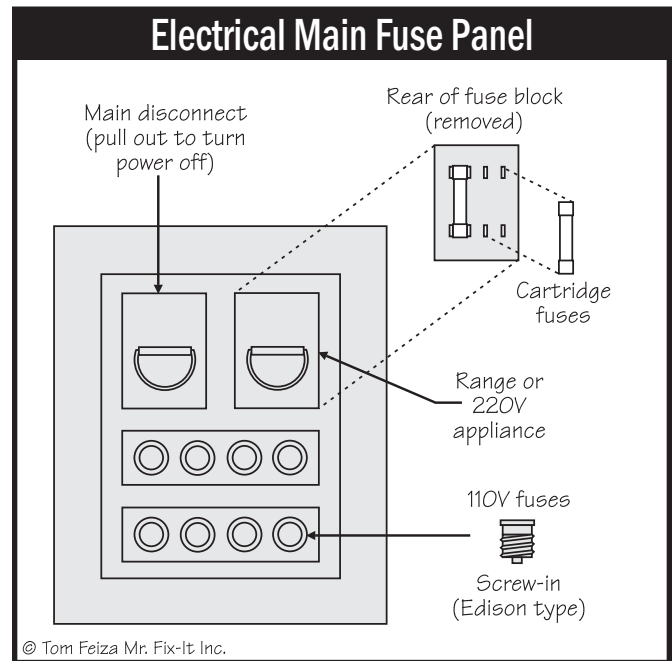 Electrical Main Fuse Panel
Main disconnect
(pull out to turn
power off)
Rear of fuse block
(removed)
Cartridge
fuses
Range or
220V
appliance
110V fuses
Screw-in
(Edison type)
© Tom Feiza Mr. Fix-It Inc.